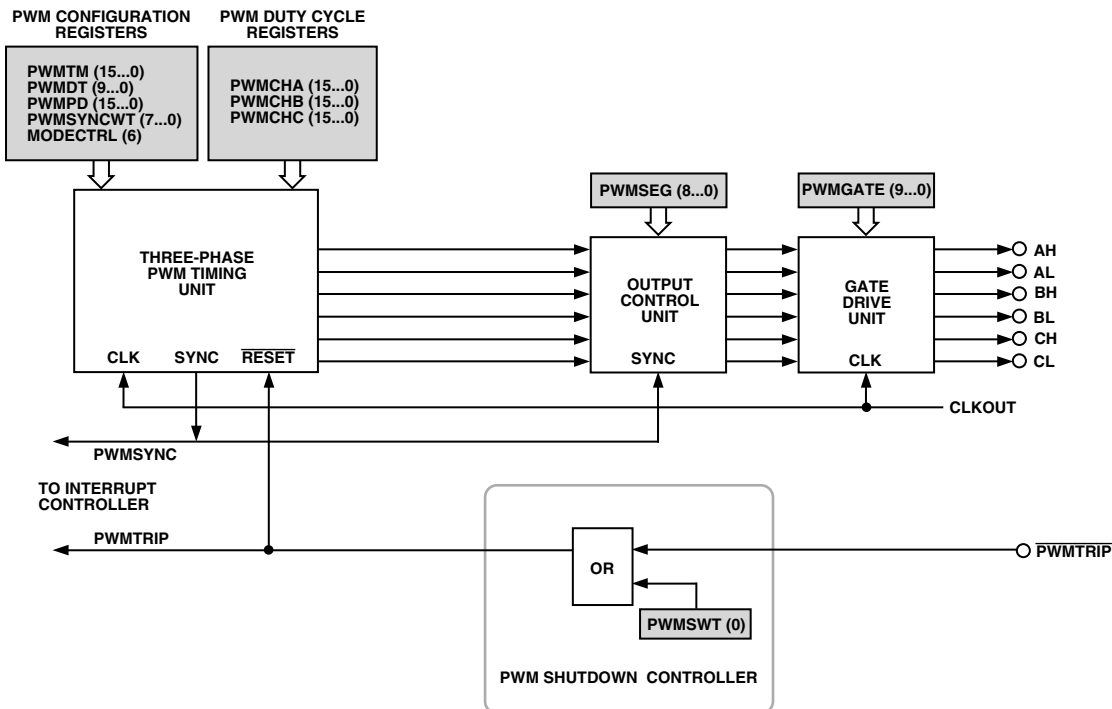 PWM CONFIGURATION
REGISTERS
PWM DUTY CYCLE
REGISTERS
PWMTM (15...0)
PWMDT (9...0)
PWMPD (15...0)
PWMSYNCWT (7...0)
MODECTRL (6)
PWMCHA (15...0)
PWMCHB (15...0)
PWMCHC (15...0)
PWMSEG (8...0)
PWMGATE (9...0)
THREE-PHASE
PWM TIMING
UNIT
CLK SYNC RESET
OUTPUT
CONTROL
UNIT
SYNC
GATE
DRIVE
UNIT
CLK
AH
AL
BH
BL
CH
CL
CLKOUT
PWMSYNC
TO INTERRUPT
CONTROLLER
PWMTRIP
OR
PWMTRIP
PWMSWT (0)
PWM SHUTDOWN CONTROLLER